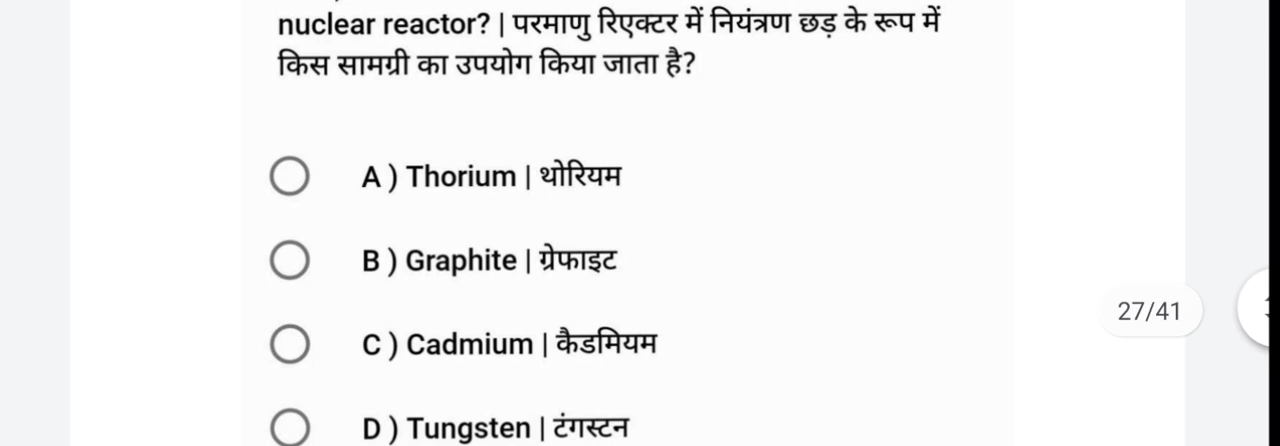 nuclear reactor? | परमाणु रिएक्टर में नियंत्रण छड़ के रूप में
किस सामग्री का उपयोग किया जाता है?
A ) Thorium | थोरियम
B ) Graphite | ग्रेफाइट
27/41
C ) Cadmium | कैडमियम
D ) Tungsten | टंगस्टन